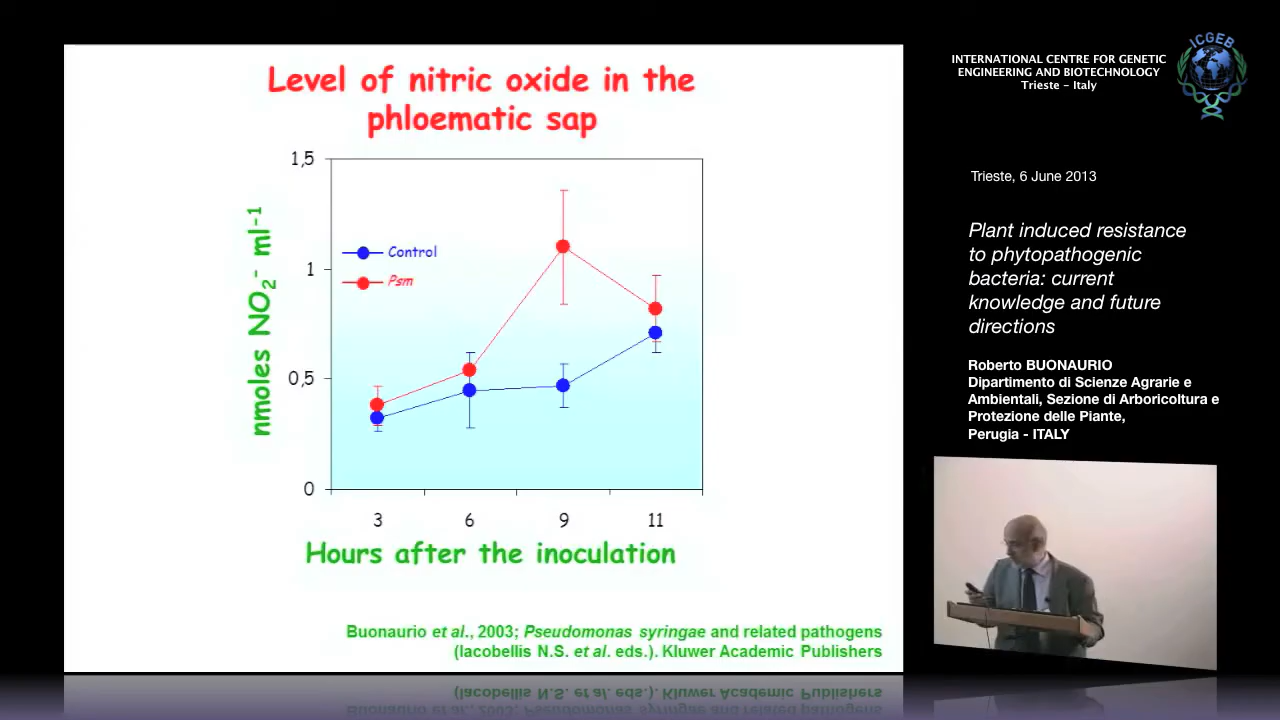 Level of nitric oxide in the
phloematic sap
1,5
1
0,5
0
nmoles NO₂⁻ ml⁻¹
Control
Psm
3 6 9 11
Hours after the inoculation
Buonaurio et al., 2003; Pseudomonas syringae and related pathogens
(Iacobellis N.S. et al. eds.). Kluwer Academic Publishers
INTERNATIONAL CENTRE FOR GENETIC
ENGINEERING AND BIOTECHNOLOGY
Trieste - Italy
ICGEB
Trieste, 6 June 2013
Plant induced resistance
to phytopathogenic
bacteria: current
knowledge and future
directions
Roberto BUONAURIO
Dipartimento di Scienze Agrarie e
Ambientali, Sezione di Arboricoltura e
Protezione delle Piante,
Perugia - ITALY